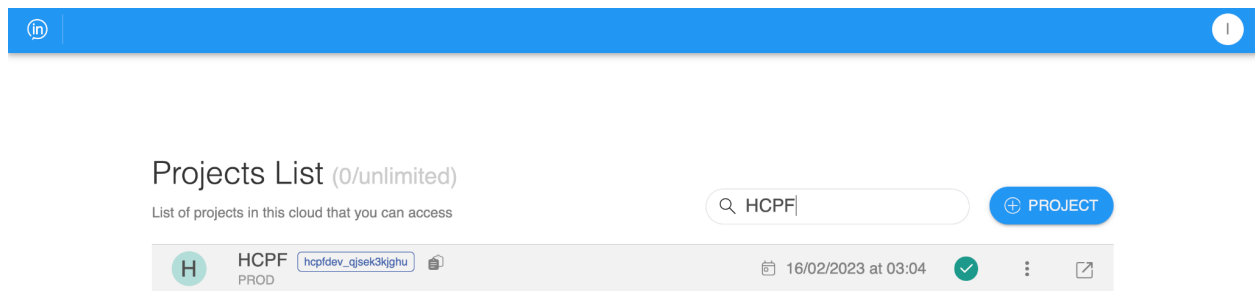 in
I
Projects List (0/unlimited)
List of projects in this cloud that you can access
HCPF
PROJECT
H
HCPF hcpfdev_qjsek3kjghu
PROD
16/02/2023 at 03:04